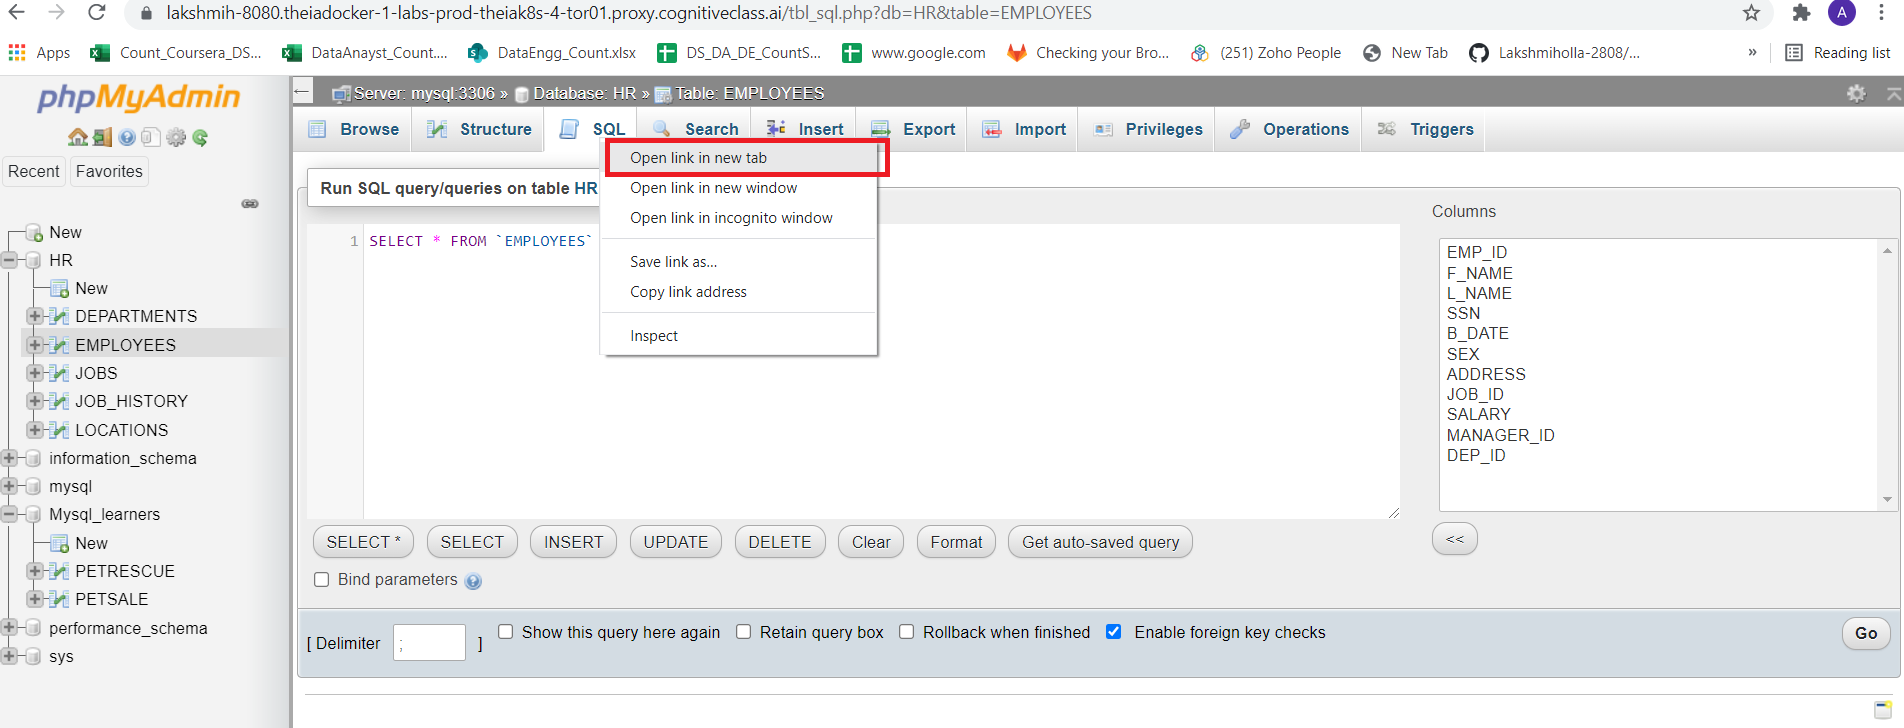 lakshmih-8080.theiadocker-1-labs-prod-theiak8s-4-tor01.proxy.cognitiveclass.ai/tbl_sql.php?db=HR&table=EMPLOYEES
A
Apps Count_Coursera_DS... DataAnayst_Count.... DataEngg_Count.xlsx DS_DA_DE_CountS... www.google.com Checking your Bro... (251) Zoho People New Tab Lakshmiholla-2808/... » Reading list
phpMyAdmin
Recent Favorites
New
HR
New
DEPARTMENTS
EMPLOYEES
JOBS
JOB_HISTORY
LOCATIONS
information_schema
mysql
Mysql_learners
New
PETRESCUE
PETSALE
performance_schema
sys
Server: mysql:3306 » Database: HR » Table: EMPLOYEES
Browse Structure SQL Search Insert Export Import Privileges Operations Triggers
Run SQL query/queries on table HR
1 SELECT * FROM `EMPLOYEES`
Open link in new tab
Open link in new window
Open link in incognito window
Save link as...
Copy link address
Inspect
Columns
EMP_ID
F_NAME
L_NAME
SSN
B_DATE
SEX
ADDRESS
JOB_ID
SALARY
MANAGER_ID
DEP_ID
SELECT * SELECT INSERT UPDATE DELETE Clear Format Get auto-saved query <<
Bind parameters
[ Delimiter ; ] Show this query here again Retain query box Rollback when finished Enable foreign key checks Go